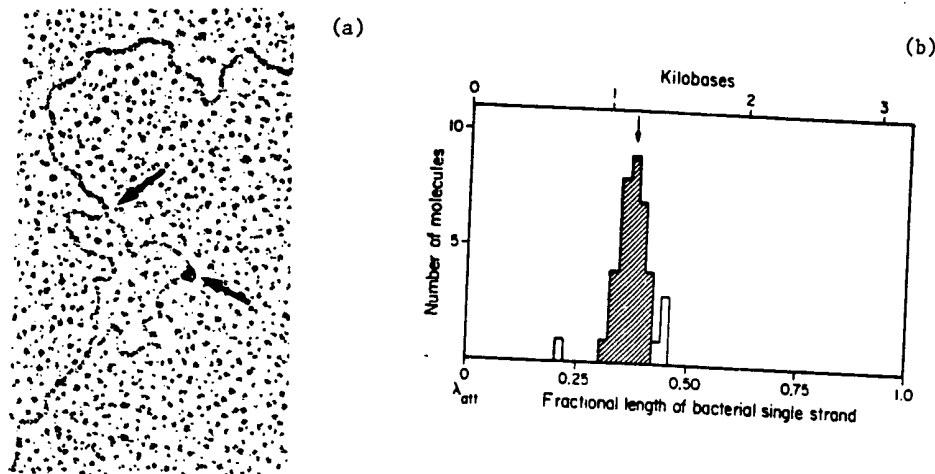 (a)
(b)
Kilobases
0 1 2 3
10
5
Number of molecules
0 0.25 0.50 0.75 1.0
λatt
Fractional length of bacterial single strand